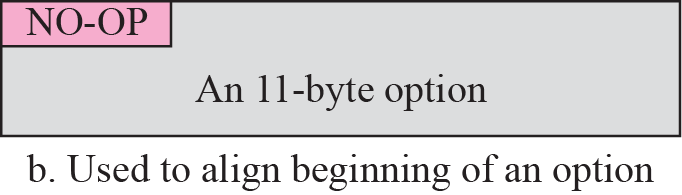 NO-OP
An 11-byte option
b. Used to align beginning of an option